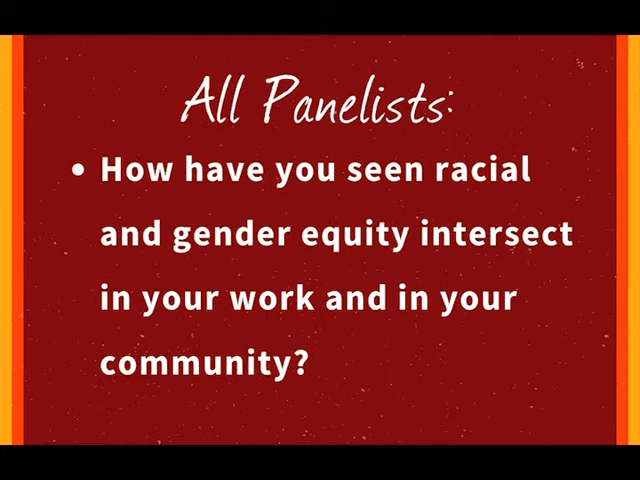 All Panelists:
• How have you seen racial
and gender equity intersect
in your work and in your
community?